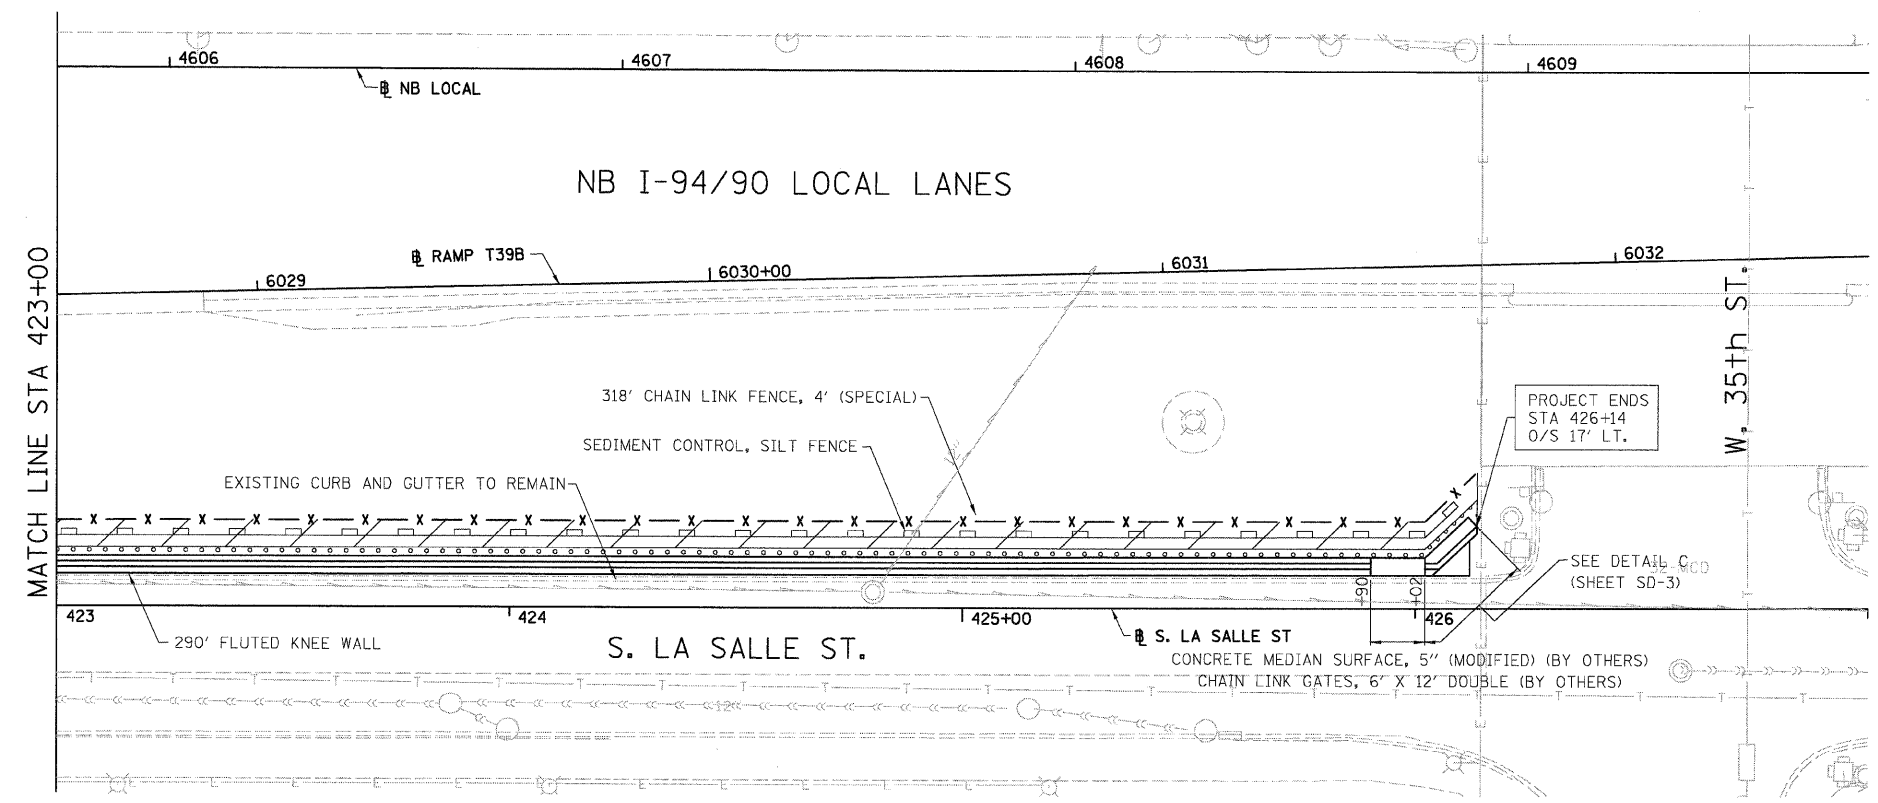 4606
4607
4608
4609
℄ NB LOCAL
NB I-94/90 LOCAL LANES
℄ RAMP T39B
6029
6030+00
6031
6032
MATCH LINE STA 423+00
W. 35th ST.
318' CHAIN LINK FENCE, 4' (SPECIAL)
SEDIMENT CONTROL, SILT FENCE
EXISTING CURB AND GUTTER TO REMAIN
PROJECT ENDS
STA 426+14
O/S 17' LT.
SEE DETAIL C
(SHEET SD-3)
+90
+02
423
424
425+00
426
290' FLUTED KNEE WALL
S. LA SALLE ST.
℄ S. LA SALLE ST
CONCRETE MEDIAN SURFACE, 5" (MODIFIED) (BY OTHERS)
CHAIN LINK GATES, 6' X 12' DOUBLE (BY OTHERS)